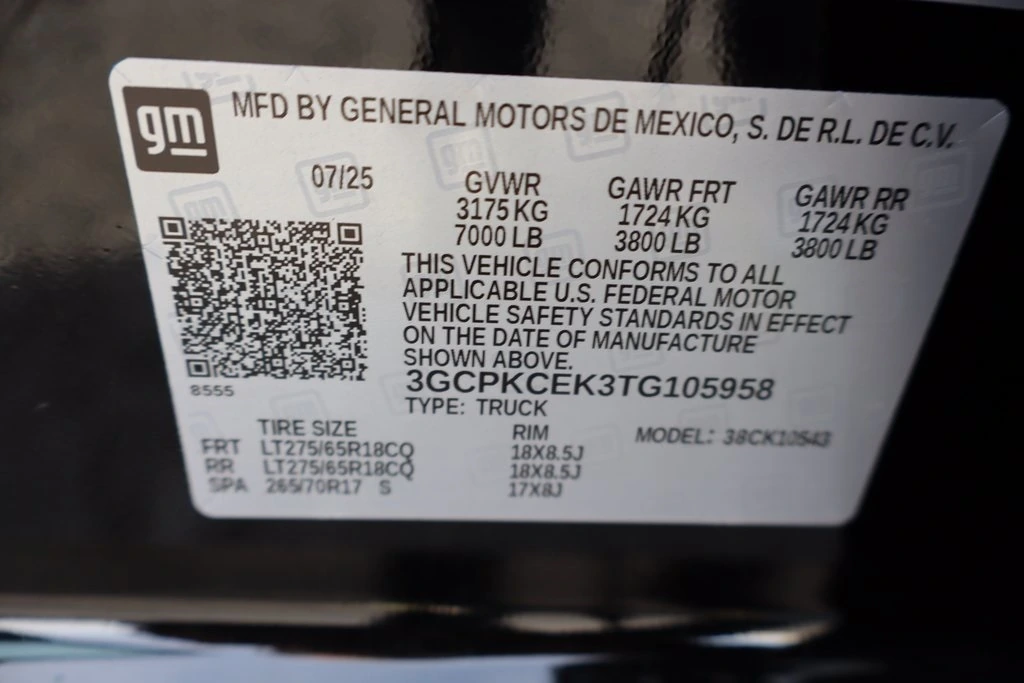 gm
MFD BY GENERAL MOTORS DE MEXICO, S. DE R.L. DE C.V.
07/25 GVWR GAWR FRT GAWR RR
3175 KG 1724 KG 1724 KG
7000 LB 3800 LB 3800 LB
THIS VEHICLE CONFORMS TO ALL
APPLICABLE U.S. FEDERAL MOTOR
VEHICLE SAFETY STANDARDS IN EFFECT
ON THE DATE OF MANUFACTURE
SHOWN ABOVE.
8555
3GCPKCEK3TG105958
TYPE: TRUCK
TIRE SIZE RIM MODEL: 38CK10543
FRT LT275/65R18CQ 18X8.5J
RR LT275/65R18CQ 18X8.5J
SPA 265/70R17 S 17X8J